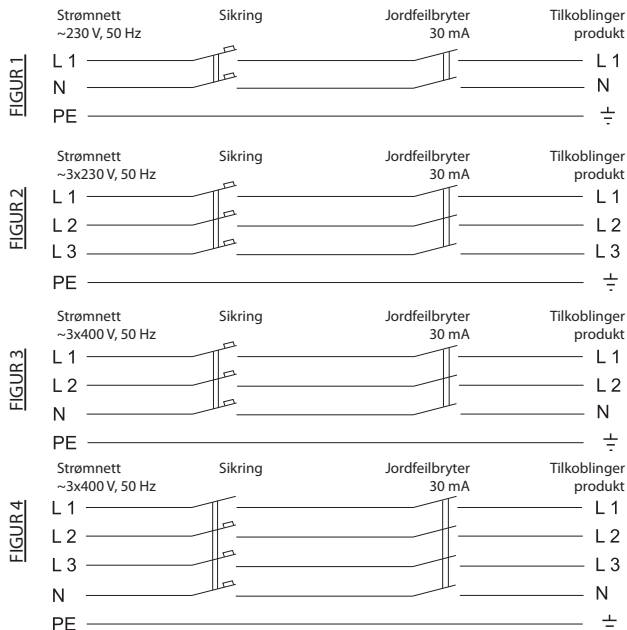 FIGUR 1
Strømnett Sikring Jordfeilbryter Tilkoblinger
~230 V, 50 Hz 30 mA produkt
L 1 L 1
N N
PE
FIGUR 2
Strømnett Sikring Jordfeilbryter Tilkoblinger
~3x230 V, 50 Hz 30 mA produkt
L 1 L 1
L 2 L 2
L 3 L 3
PE
FIGUR 3
Strømnett Sikring Jordfeilbryter Tilkoblinger
~3x400 V, 50 Hz 30 mA produkt
L 1 L 1
L 2 L 2
N N
PE
FIGUR 4
Strømnett Sikring Jordfeilbryter Tilkoblinger
~3x400 V, 50 Hz 30 mA produkt
L 1 L 1
L 2 L 2
L 3 L 3
N N
PE